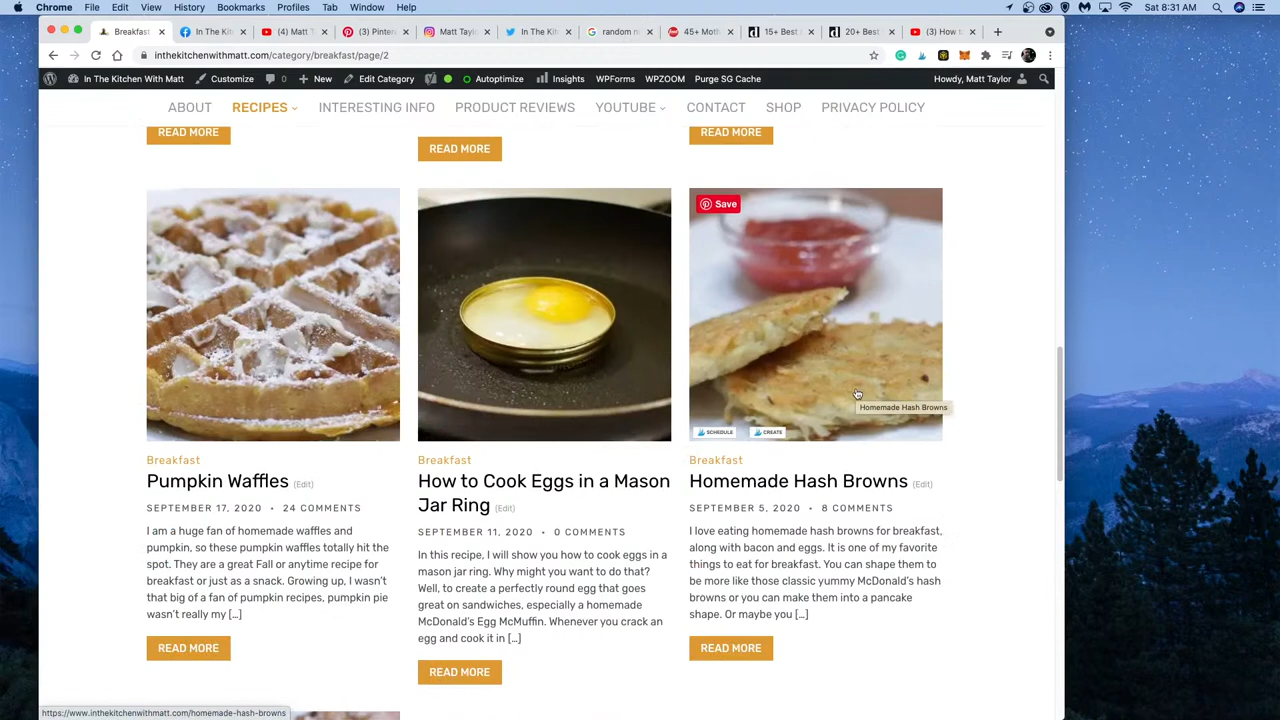 Chrome File Edit View History Bookmarks Profiles Tab Window Help
Sat 8:31 AM
Breakfast
In The Kit
(4) Matt T
(3) Pinter
Matt Tay
In The Kit
random n
45+ Moth
15+ Best
20+ Best
(3) How t
inthekitchenwithmatt.com/category/breakfast/page/2
In The Kitchen With Matt Customize 0 New Edit Category Autoptimize Insights WPForms WPZOOM Purge SG Cache Howdy, Matt Taylor
ABOUT RECIPES INTERESTING INFO PRODUCT REVIEWS YOUTUBE CONTACT SHOP PRIVACY POLICY
READ MORE
READ MORE
READ MORE
Save
Homemade Hash Browns
SCHEDULE CREATE
Breakfast
Pumpkin Waffles (Edit)
SEPTEMBER 17, 2020 • 24 COMMENTS
I am a huge fan of homemade waffles and
pumpkin, so these pumpkin waffles totally hit the
spot. They are a great Fall or anytime recipe for
breakfast or just as a snack. Growing up, I wasn't
that big of a fan of pumpkin recipes, pumpkin pie
wasn't really my […]
READ MORE
Breakfast
How to Cook Eggs in a Mason
Jar Ring (Edit)
SEPTEMBER 11, 2020 • 0 COMMENTS
In this recipe, I will show you how to cook eggs in a
mason jar ring. Why might you want to do that?
Well, to create a perfectly round egg that goes
great on sandwiches, especially a homemade
McDonald's Egg McMuffin. Whenever you crack an
egg and cook it in […]
READ MORE
Breakfast
Homemade Hash Browns (Edit)
SEPTEMBER 5, 2020 • 8 COMMENTS
I love eating homemade hash browns for breakfast,
along with bacon and eggs. It is one of my favorite
things to eat for breakfast. You can shape them to
be more like those classic yummy McDonald's hash
browns or you can make them into a pancake
shape. Or maybe you […]
READ MORE
https://www.inthekitchenwithmatt.com/homemade-hash-browns